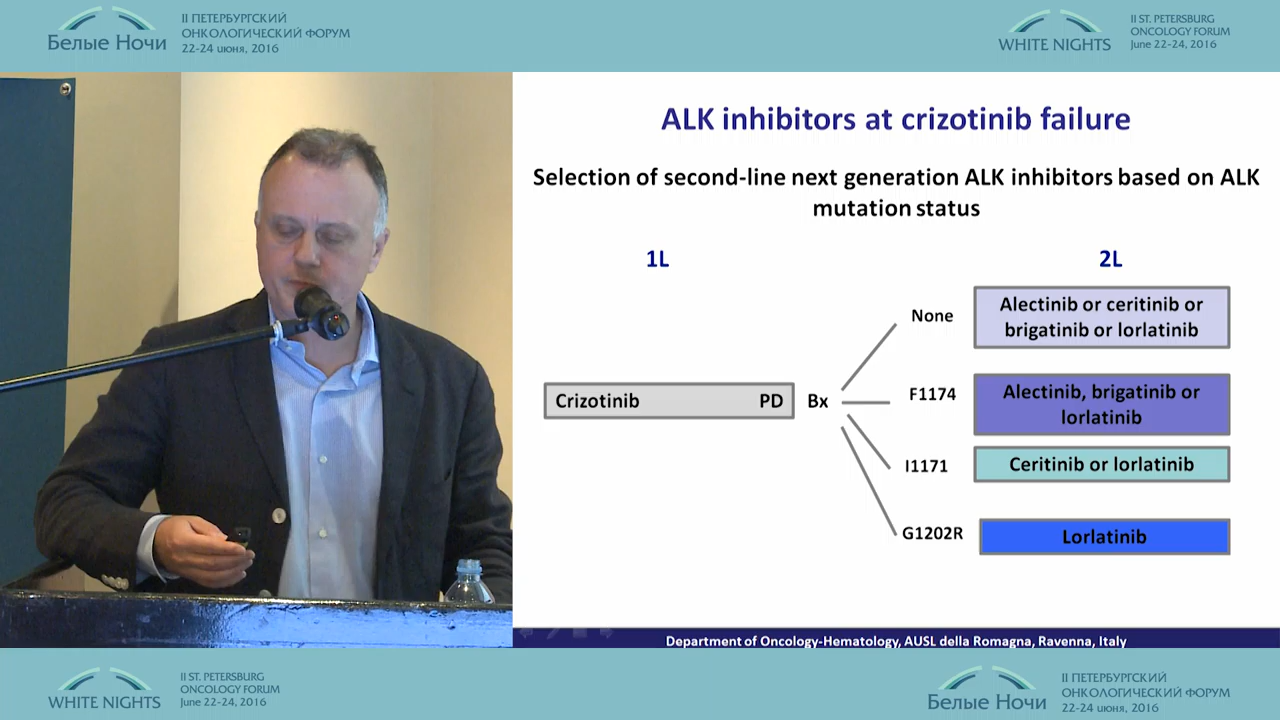 Белые Ночи
II ПЕТЕРБУРГСКИЙ
ОНКОЛОГИЧЕСКИЙ ФОРУМ
22-24 июня, 2016
WHITE NIGHTS
II ST. PETERSBURG
ONCOLOGY FORUM
June 22-24, 2016
ALK inhibitors at crizotinib failure
Selection of second-line next generation ALK inhibitors based on ALK
mutation status
1L
2L
Crizotinib PD
Bx
None
Alectinib or ceritinib or
brigatinib or lorlatinib
F1174
Alectinib, brigatinib or
lorlatinib
I1171
Ceritinib or lorlatinib
G1202R
Lorlatinib
Department of Oncology-Hematology, AUSL della Romagna, Ravenna, Italy
WHITE NIGHTS
II ST. PETERSBURG
ONCOLOGY FORUM
June 22-24, 2016
Белые Ночи
II ПЕТЕРБУРГСКИЙ
ОНКОЛОГИЧЕСКИЙ ФОРУМ
22-24 июня, 2016